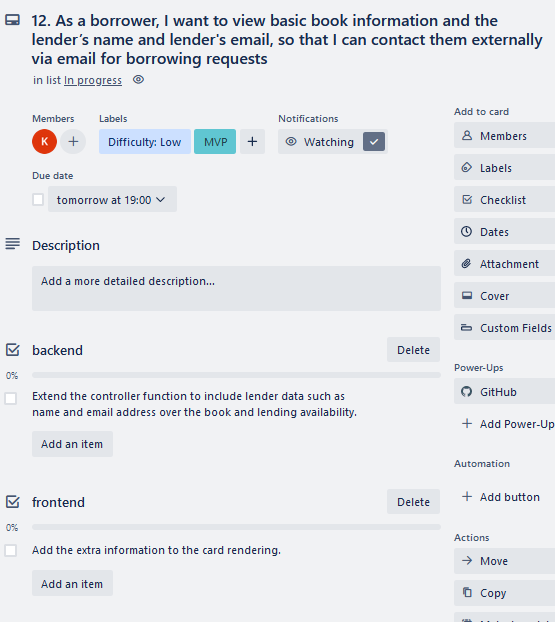 12. As a borrower, I want to view basic book information and the
lender’s name and lender's email, so that I can contact them externally
via email for borrowing requests
in list In progress
Members
Labels
Notifications
K
Difficulty: Low
MVP
Watching
Due date
tomorrow at 19:00
Description
Add a more detailed description...
backend
Delete
0%
Extend the controller function to include lender data such as
name and email address over the book and lending availability.
Add an item
frontend
Delete
0%
Add the extra information to the card rendering.
Add an item
Add to card
Members
Labels
Checklist
Dates
Attachment
Cover
Custom Fields
Power-Ups
GitHub
Add Power-Up
Automation
Add button
Actions
Move
Copy